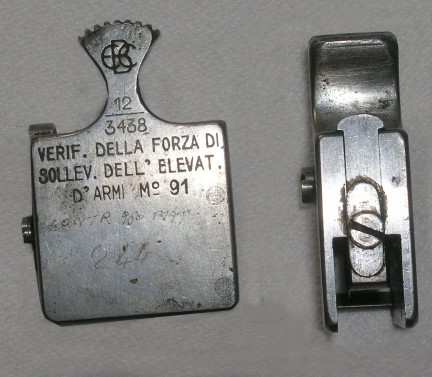 12
3438
VERIF. DELLA FORZA DI
SOLLEV. DELL' ELEVAT.
D'ARMI Mº 91